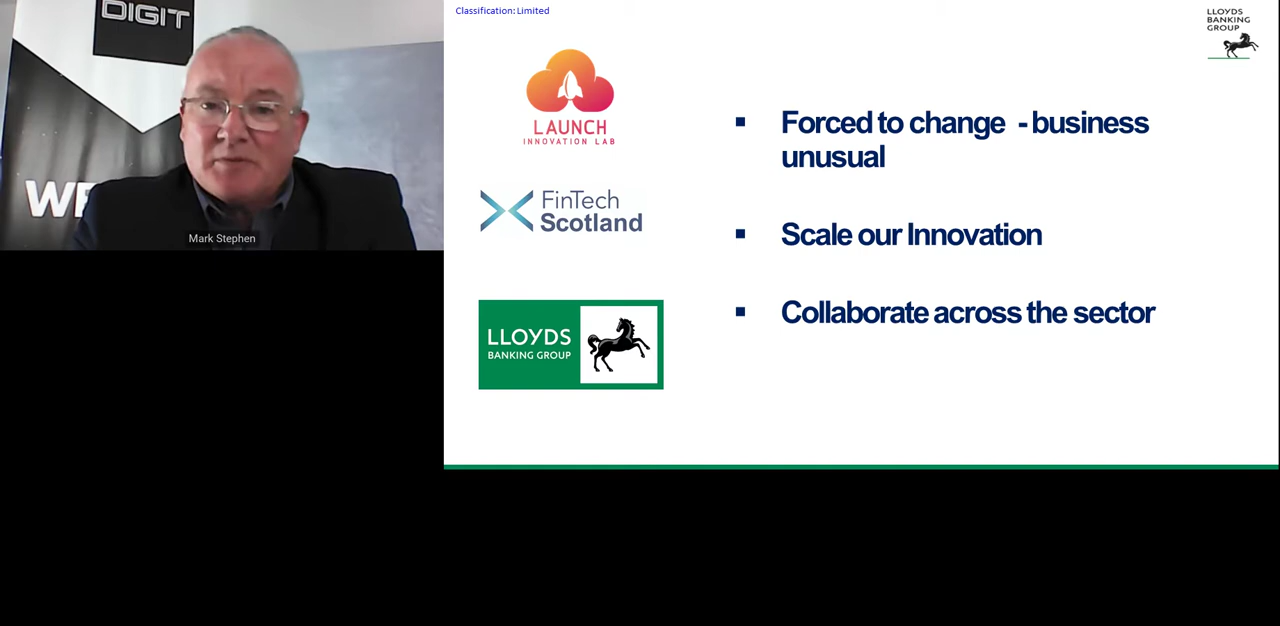 DIGIT
WE
Mark Stephen
Classification: Limited
LLOYDS
BANKING
GROUP
LAUNCH
INNOVATION LAB
FinTech
Scotland
LLOYDS
BANKING GROUP
▪ Forced to change - business
unusual
▪ Scale our Innovation
▪ Collaborate across the sector